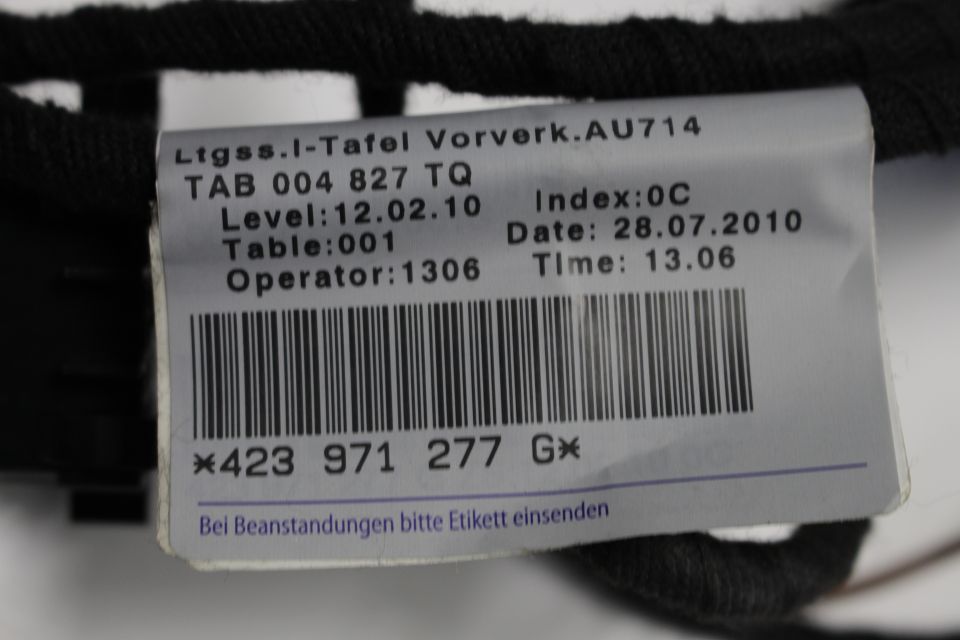 Ltgss.I-Tafel Vorverk.AU714
TAB 004 827 TQ
Level:12.02.10 Index:0C
Table:001 Date: 28.07.2010
Operator:1306 TIme: 13.06
*423 971 277 G*
Bei Beanstandungen bitte Etikett einsenden